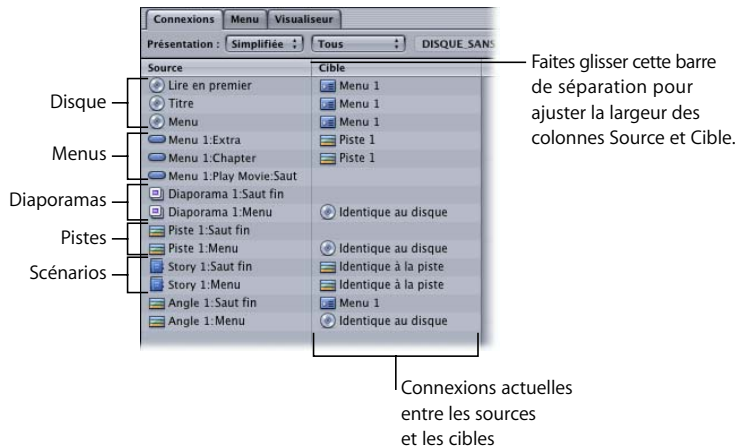 Connexions Menu Visualiseur
Présentation : Simplifiée Tous DISQUE_SANS
Source Cible
Lire en premier Menu 1
Titre Menu 1
Menu Menu 1
Menu 1:Extra Piste 1
Menu 1:Chapter Piste 1
Menu 1:Play Movie:Saut
Diaporama 1:Saut fin
Diaporama 1:Menu Identique au disque
Piste 1:Saut fin
Piste 1:Menu Identique au disque
Story 1:Saut fin Identique à la piste
Story 1:Menu Identique à la piste
Angle 1:Saut fin Menu 1
Angle 1:Menu Identique au disque
Disque
Menus
Diaporamas
Pistes
Scénarios
Faites glisser cette barre
de séparation pour
ajuster la largeur des
colonnes Source et Cible.
Connexions actuelles
entre les sources
et les cibles